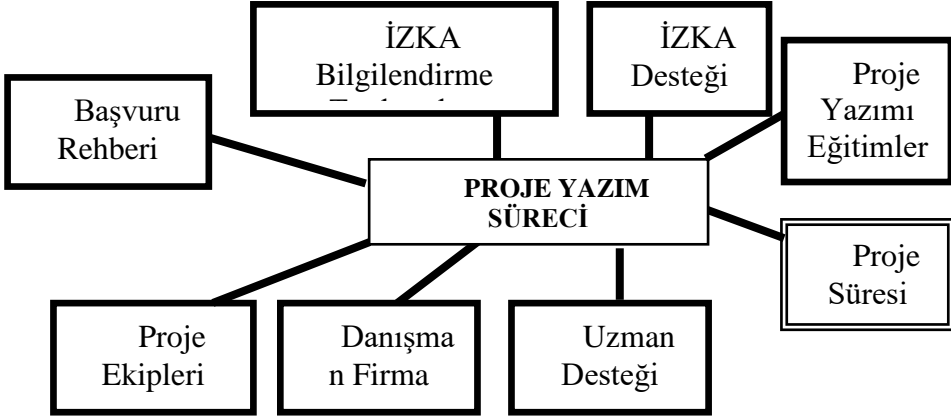 İZKA
Bilgilendirme
İZKA
Desteği
Proje
Yazımı
Eğitimler
Başvuru
Rehberi
PROJE YAZIM
SÜRECİ
Proje
Süresi
Proje
Ekipleri
Danışma
n Firma
Uzman
Desteği